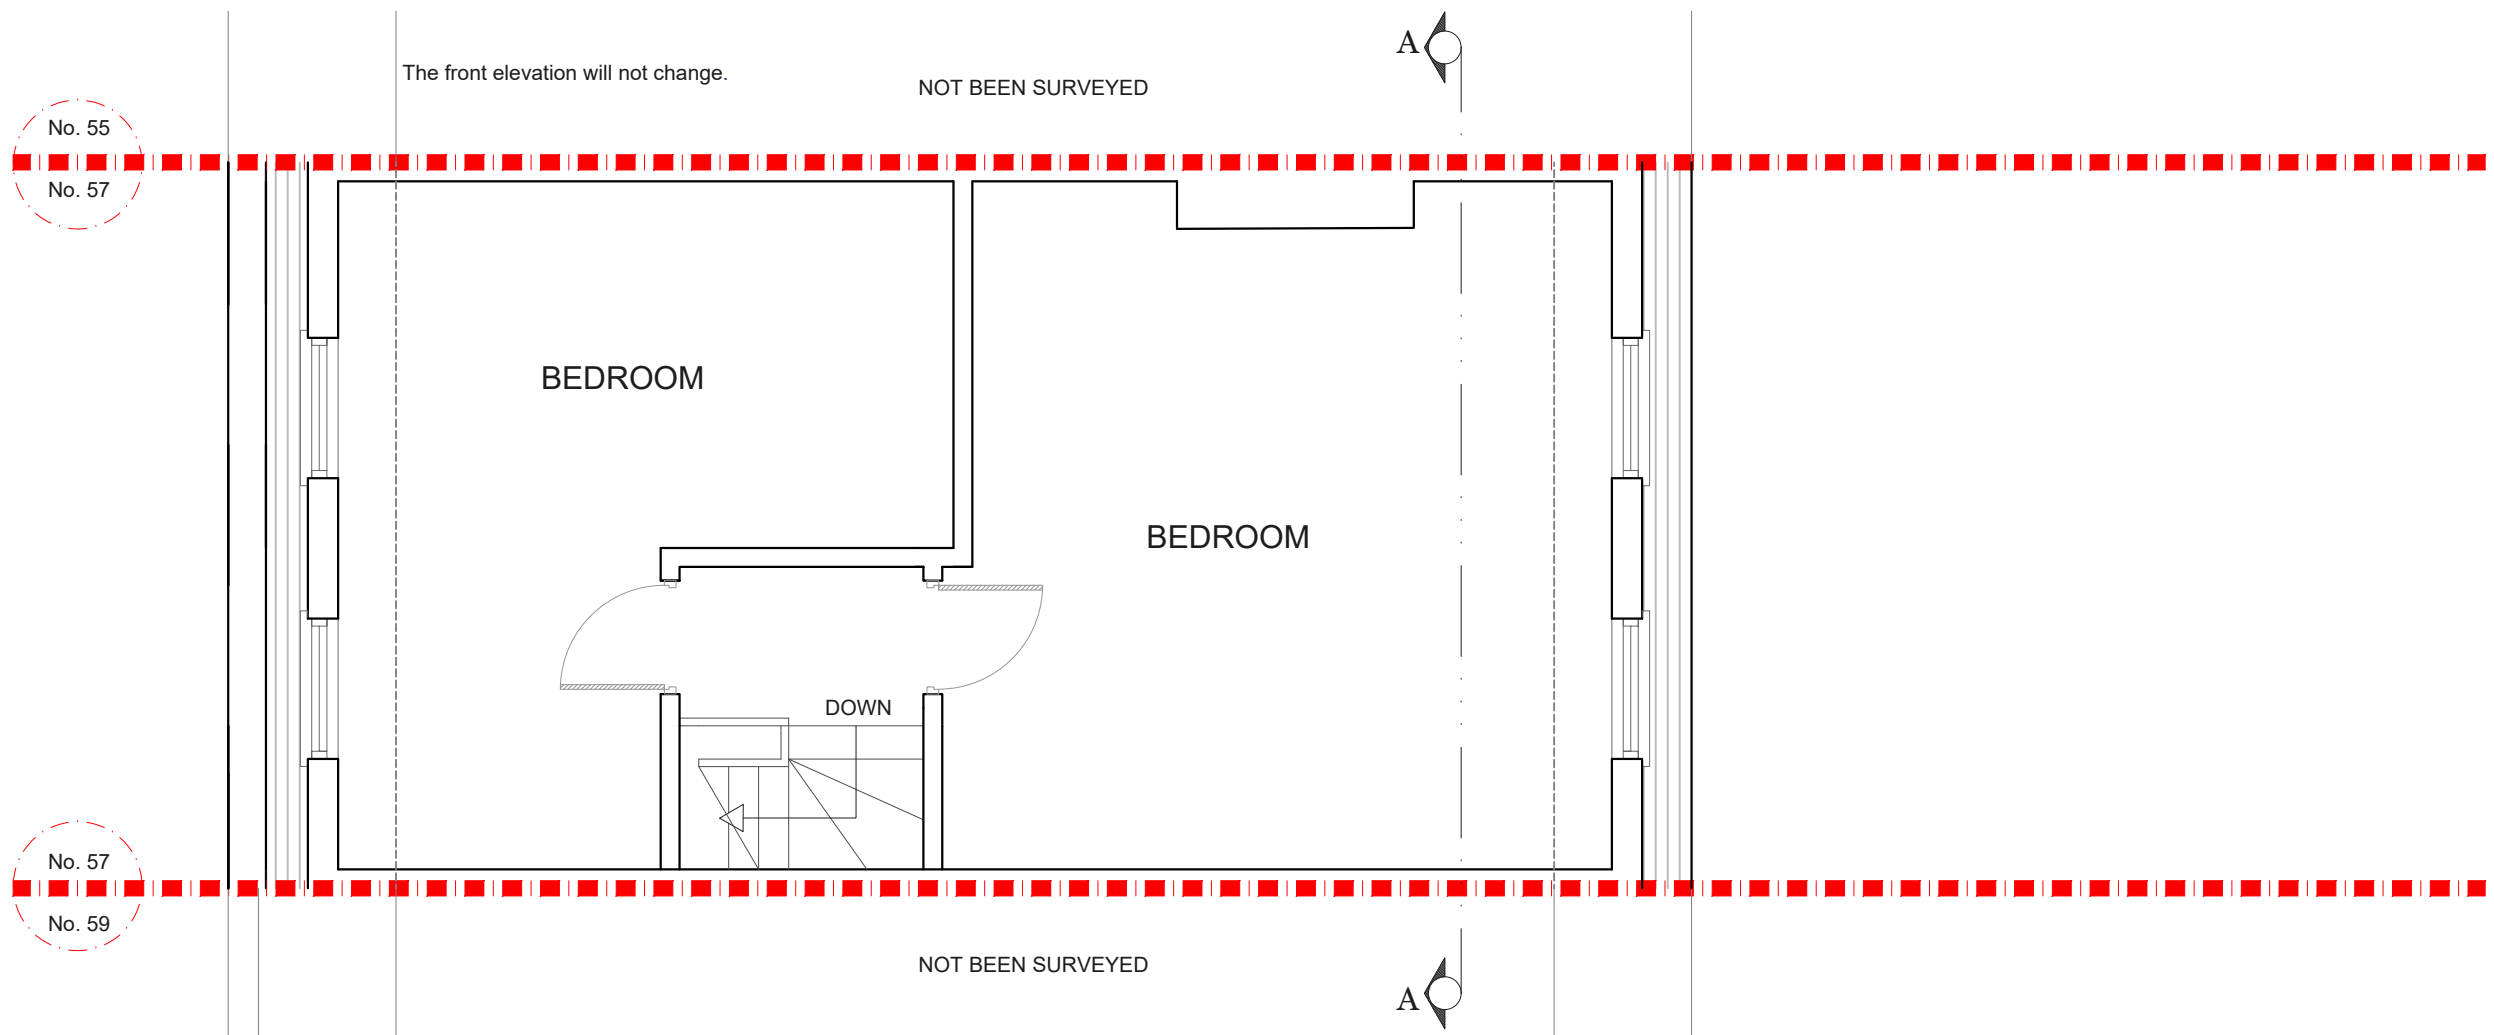 A
The front elevation will not change.
NOT BEEN SURVEYED
No. 55
No. 57
BEDROOM
BEDROOM
DOWN
No. 57
No. 59
NOT BEEN SURVEYED
A